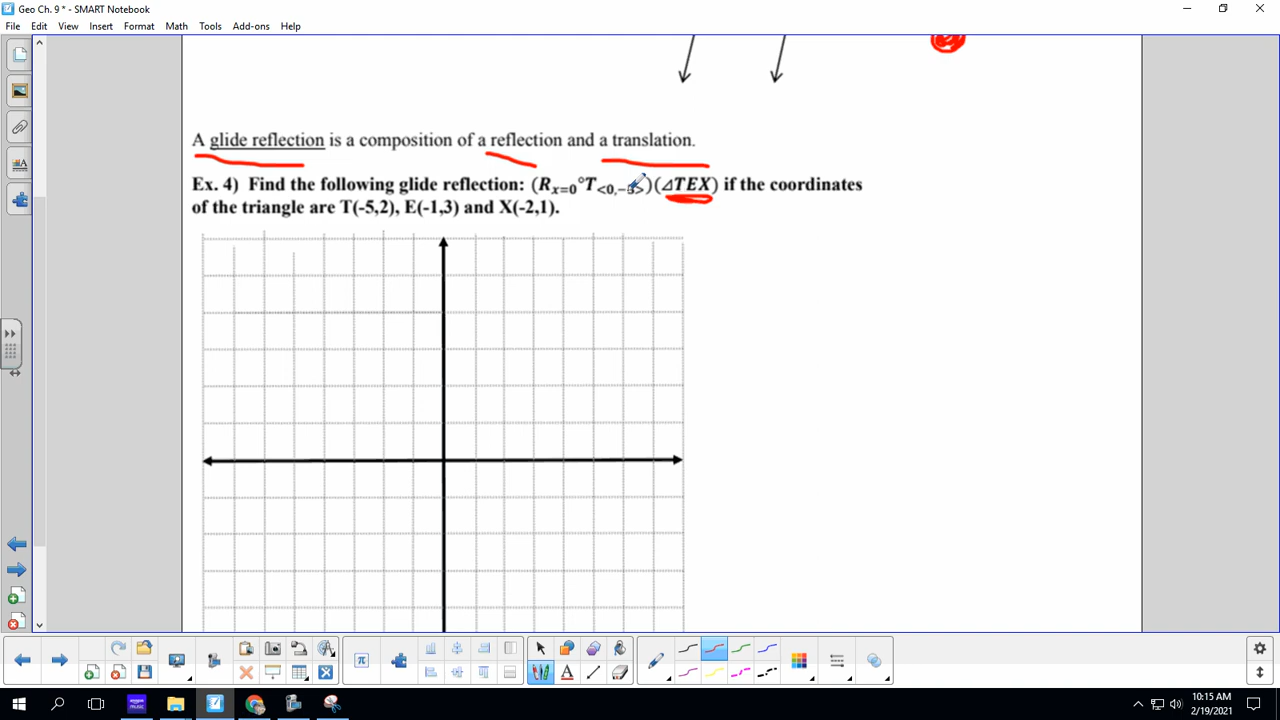 Geo Ch. 9 * - SMART Notebook
File Edit View Insert Format Math Tools Add-ons Help
A glide reflection is a composition of a reflection and a translation.
Ex. 4) Find the following glide reflection: (Rₓ₌₀°T<0,−5>)(ΔTEX) if the coordinates
of the triangle are T(-5,2), E(-1,3) and X(-2,1).
π
A
10:15 AM
2/19/2021